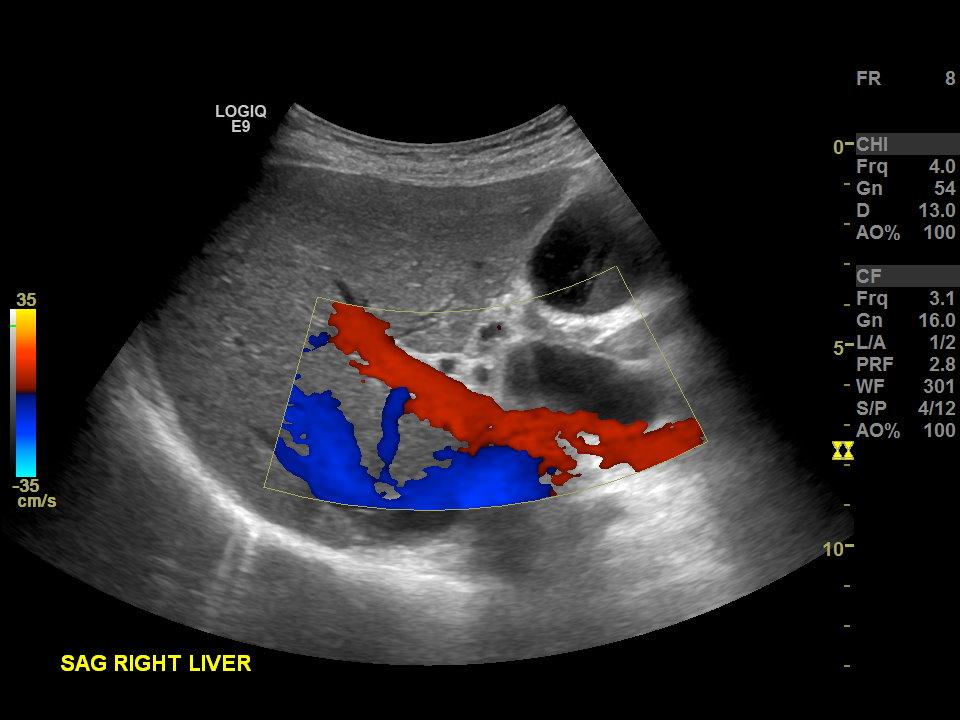 LOGIQ
E9
FR 8
0
CHI
Frq 4.0
Gn 54
D 13.0
AO% 100
CF
Frq 3.1
Gn 16.0
L/A 1/2
PRF 2.8
WF 301
S/P 4/12
AO% 100
5
10
35
-35
cm/s
SAG RIGHT LIVER